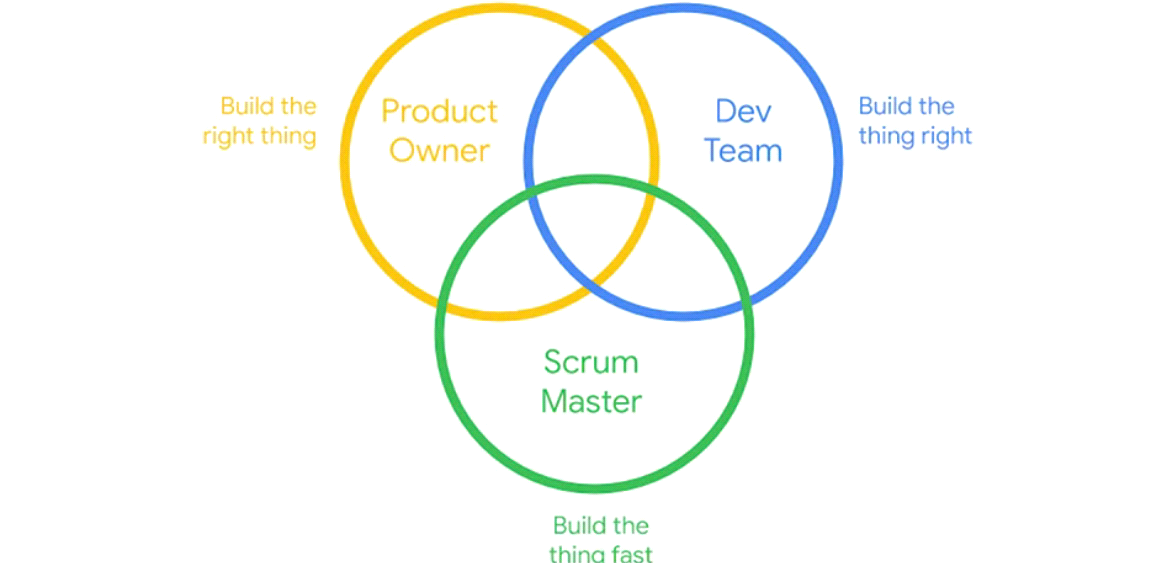 Build the
right thing
Product
Owner
Dev
Team
Build the
thing right
Scrum
Master
Build the
thing fast